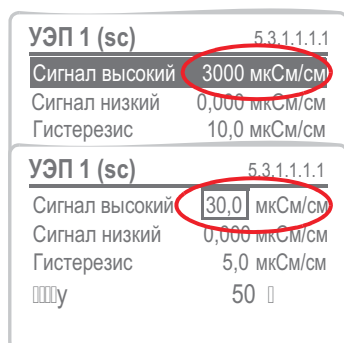 УЭП 1 (sc) 5.3.1.1.1.1
Сигнал высокий 3000 мкСм/см
Сигнал низкий 0,000 мкСм/см
Гистерезис 10,0 мкСм/см
УЭП 1 (sc) 5.3.1.1.1.1
Сигнал высокий 30,0 мкСм/см
Сигнал низкий 0,000 мкСм/см
Гистерезис 5,0 мкСм/см
50